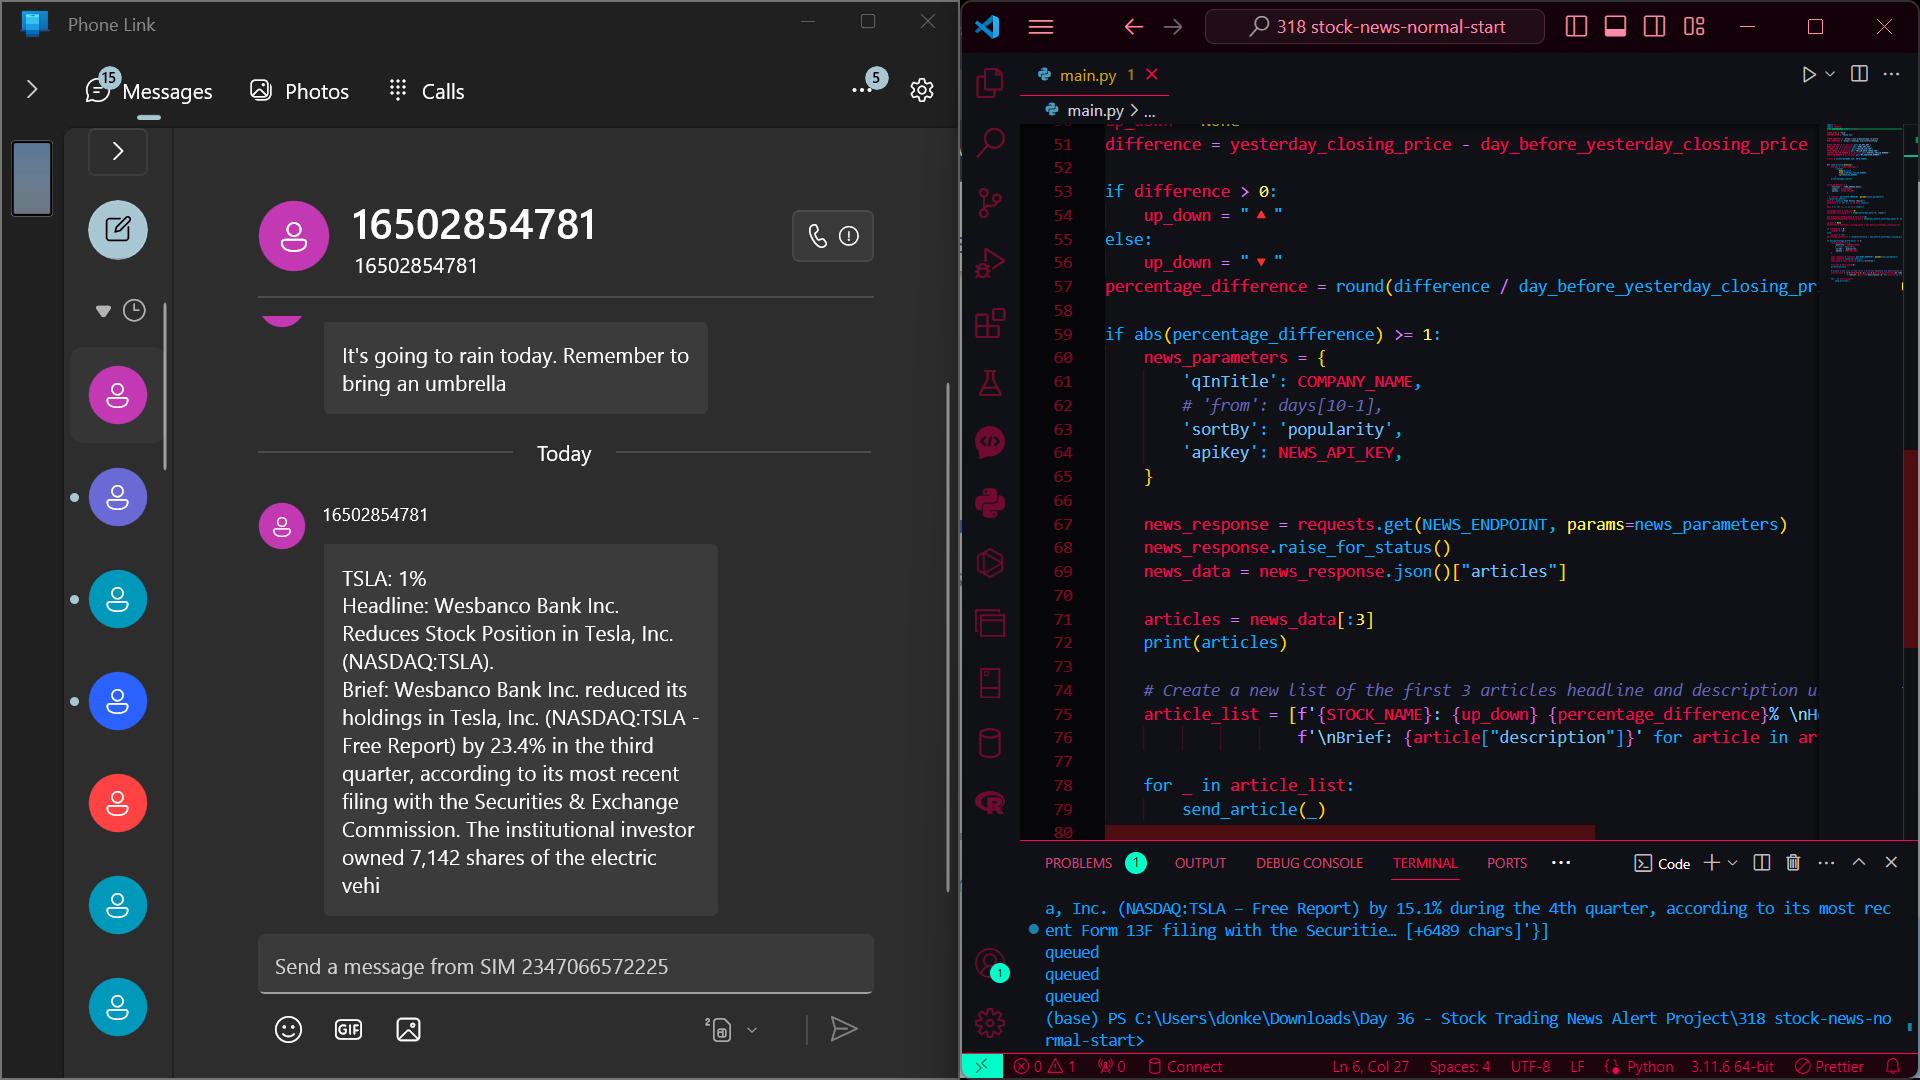 Phone Link
15
Messages
Photos
Calls
5
16502854781
16502854781
It's going to rain today. Remember to
bring an umbrella
Today
16502854781
TSLA: 1%
Headline: Wesbanco Bank Inc.
Reduces Stock Position in Tesla, Inc.
(NASDAQ:TSLA).
Brief: Wesbanco Bank Inc. reduced its
holdings in Tesla, Inc. (NASDAQ:TSLA -
Free Report) by 23.4% in the third
quarter, according to its most recent
filing with the Securities & Exchange
Commission. The institutional investor
owned 7,142 shares of the electric
vehi
Send a message from SIM 2347066572225
GIF
2
318 stock-news-normal-start
main.py 1
main.py > ...
51 difference = yesterday_closing_price - day_before_yesterday_closing_price
52
53 if difference > 0:
54 up_down = "🔺"
55 else:
56 up_down = "🔻"
57 percentage_difference = round(difference / day_before_yesterday_closing_pr
58
59 if abs(percentage_difference) >= 1:
60 news_parameters = {
61 'qInTitle': COMPANY_NAME,
62 # 'from': days[10-1],
63 'sortBy': 'popularity',
64 'apiKey': NEWS_API_KEY,
65 }
66
67 news_response = requests.get(NEWS_ENDPOINT, params=news_parameters)
68 news_response.raise_for_status()
69 news_data = news_response.json()["articles"]
70
71 articles = news_data[:3]
72 print(articles)
73
74 # Create a new list of the first 3 articles headline and description u
75 article_list = [f'{STOCK_NAME}: {up_down} {percentage_difference}% \nH
76 f'\nBrief: {article["description"]}' for article in ar
77
78 for _ in article_list:
79 send_article(_)
80
PROBLEMS 1 OUTPUT DEBUG CONSOLE TERMINAL PORTS ... Code
a, Inc. (NASDAQ:TSLA – Free Report) by 15.1% during the 4th quarter, according to its most rec
ent Form 13F filing with the Securitie… [+6489 chars]'}]
queued
queued
queued
(base) PS C:\Users\donke\Downloads\Day 36 - Stock Trading News Alert Project\318 stock-news-no
rmal-start>
1
0 1 0 Connect Ln 6, Col 27 Spaces: 4 UTF-8 LF Python 3.11.6 64-bit Prettier